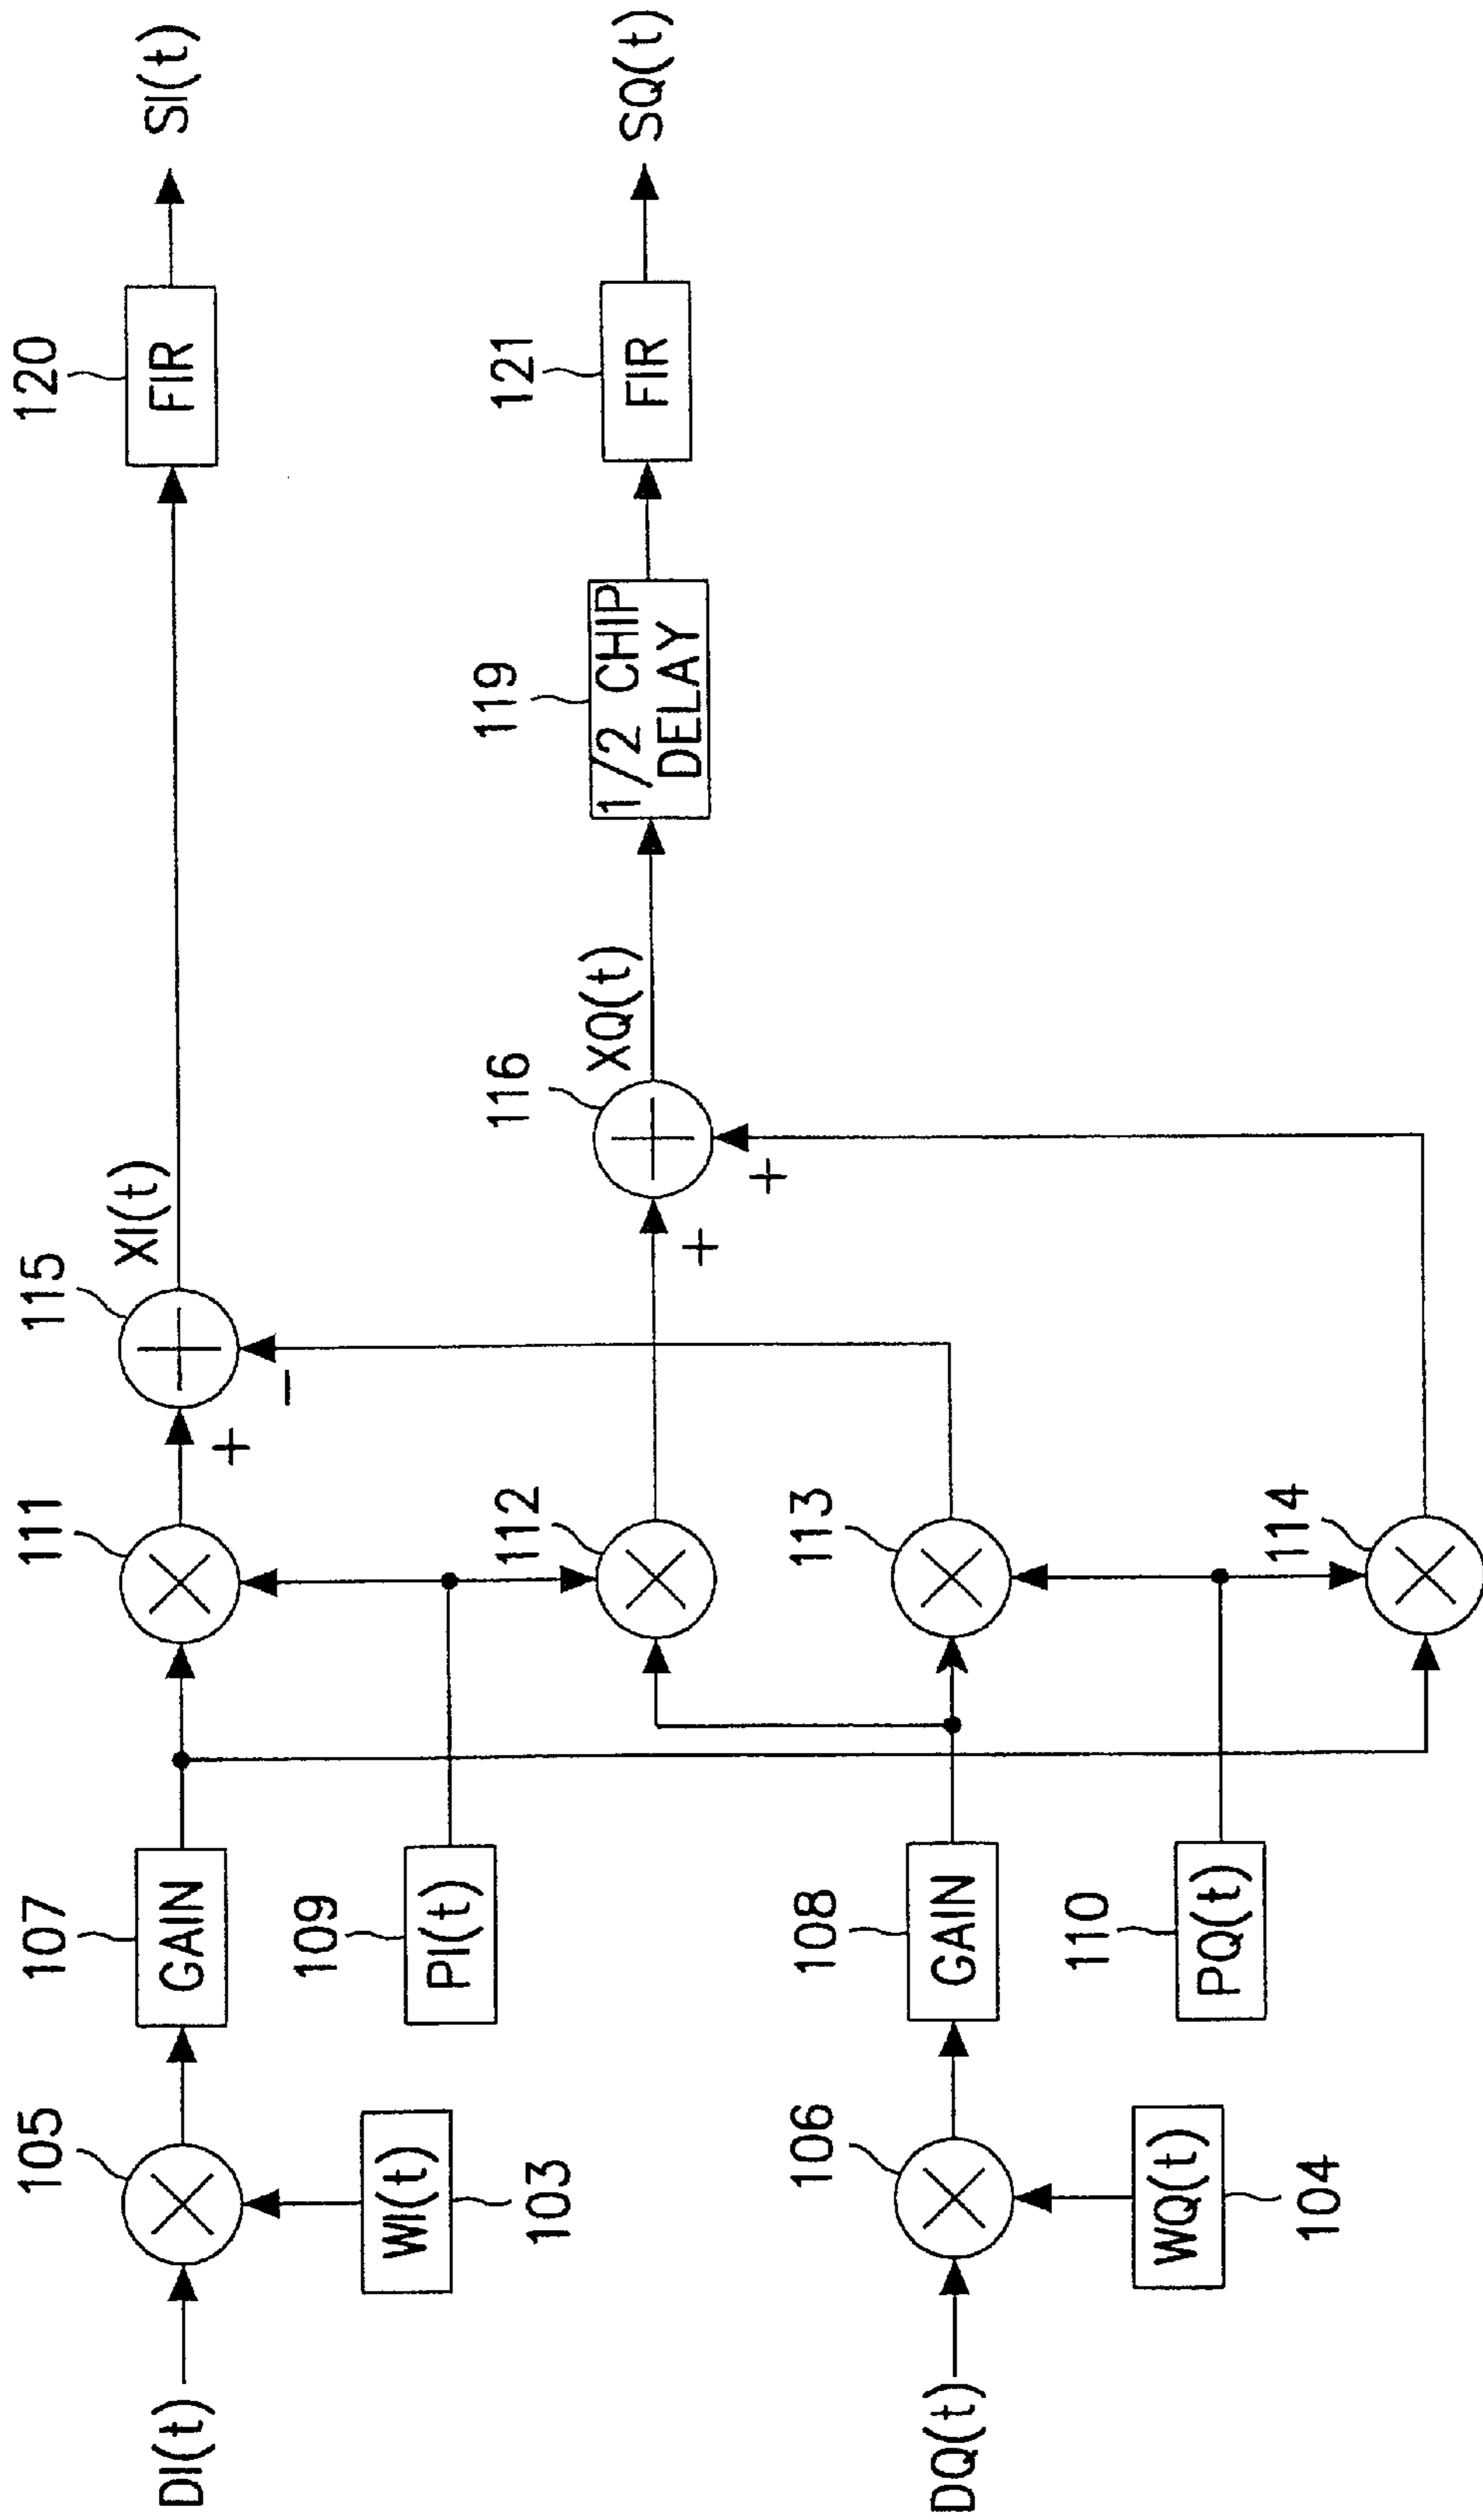 DI(t)
105
WI(t)
103
107
GAIN
109
PI(t)
111
112
+
-
115
XI(t)
120
FIR
SI(t)
DQ(t)
106
WQ(t)
104
108
GAIN
110
PQ(t)
113
114
+
+
116
XQ(t)
119
1/2 CHIP
DELAY
121
FIR
SQ(t)